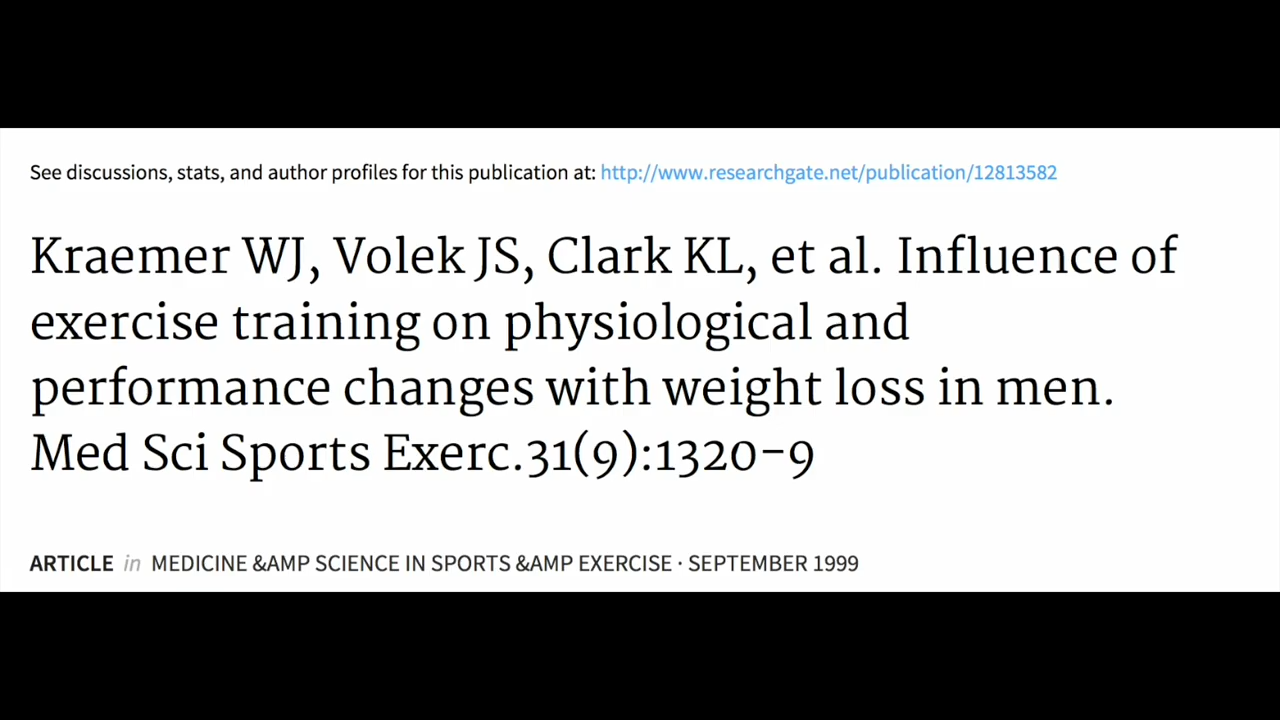 See discussions, stats, and author profiles for this publication at: http://www.researchgate.net/publication/12813582
Kraemer WJ, Volek JS, Clark KL, et al. Influence of
exercise training on physiological and
performance changes with weight loss in men.
Med Sci Sports Exerc.31(9):1320-9
ARTICLE in MEDICINE &AMP SCIENCE IN SPORTS &AMP EXERCISE · SEPTEMBER 1999